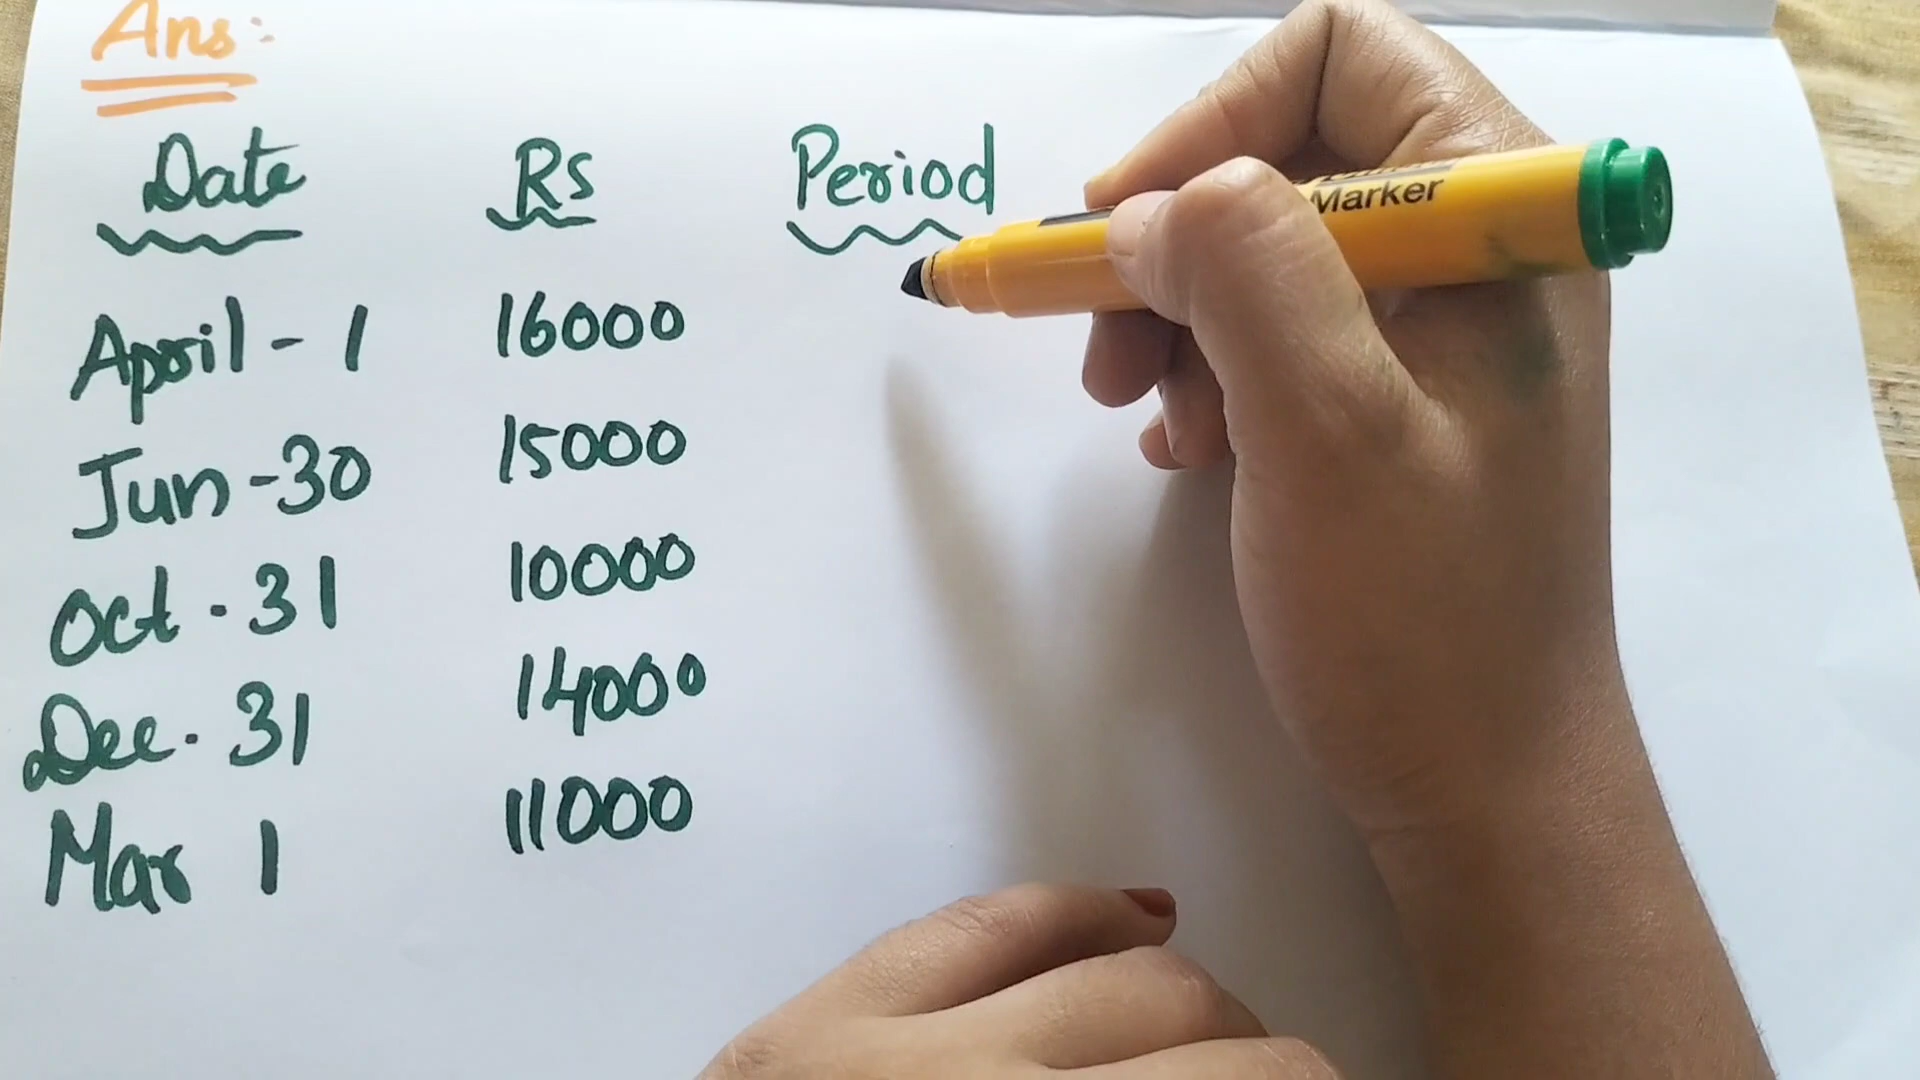 Ans:
Date Rs Period
April - 1 16000
Jun - 30 15000
Oct - 31 10000
Dec. 31 14000
Mar 1 11000
Marker